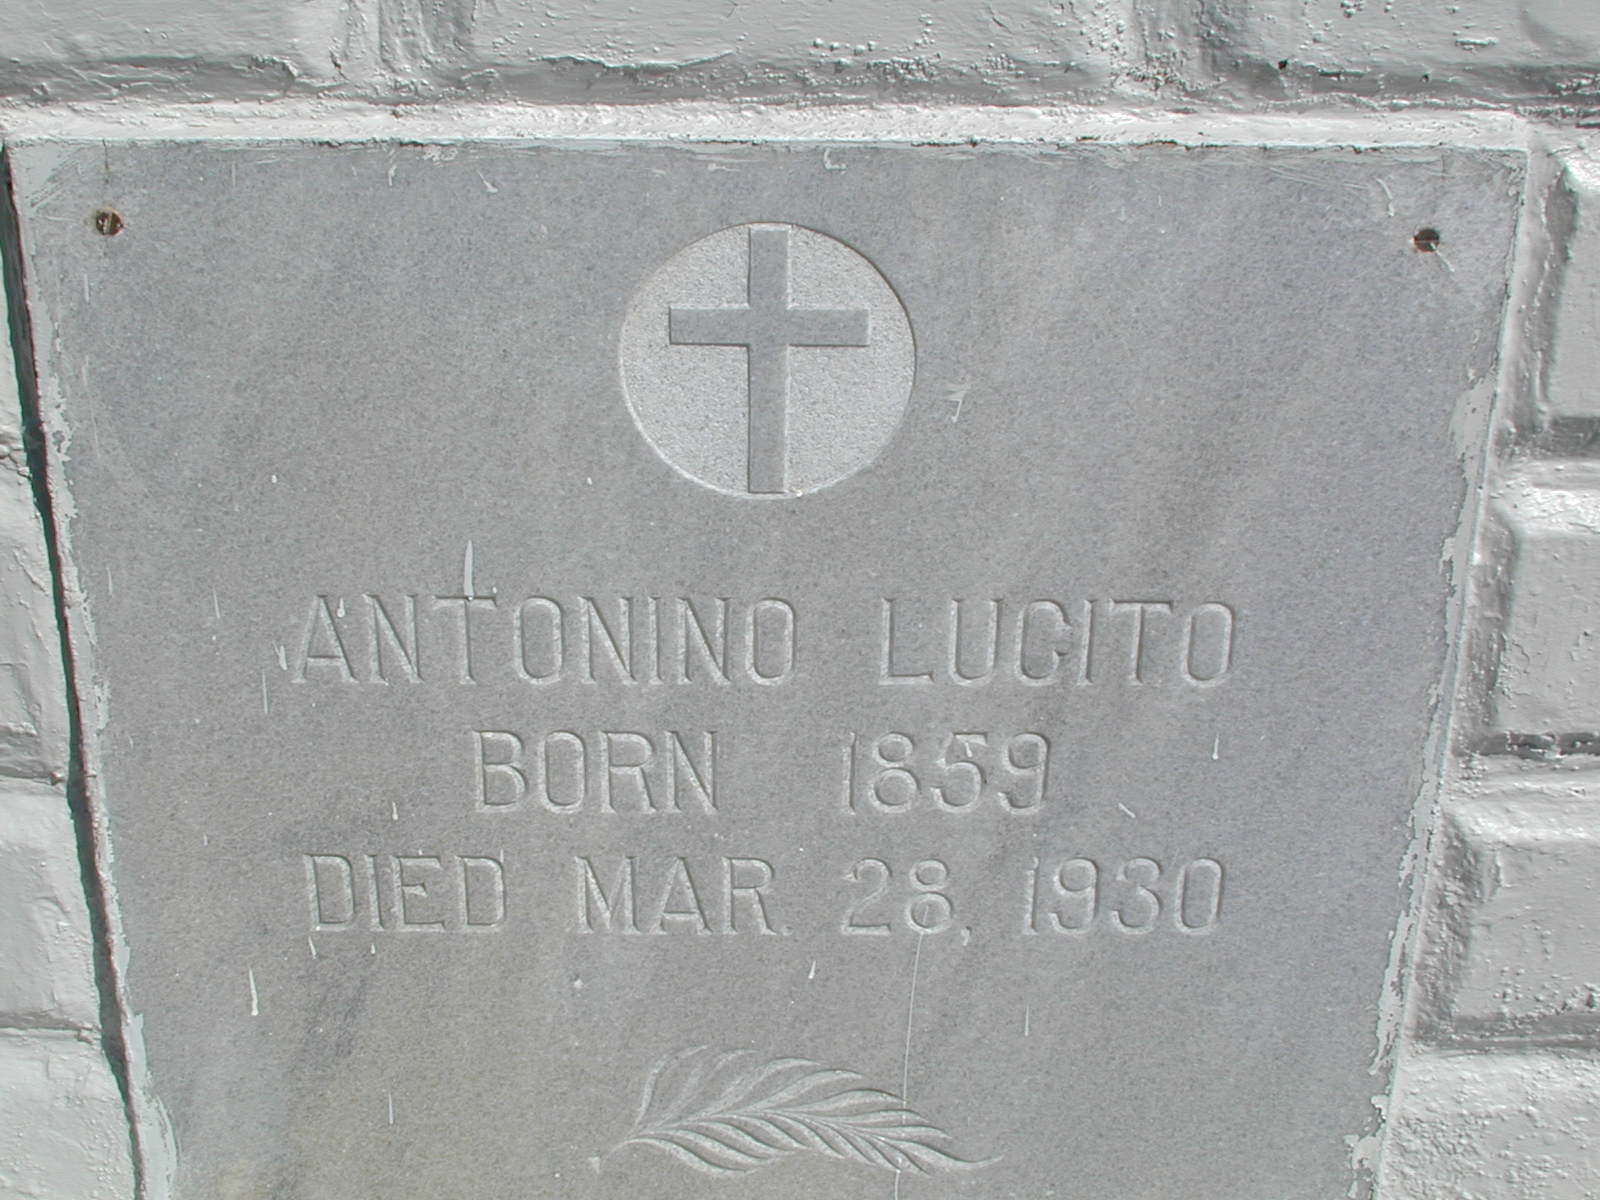 ANTONINO LUCITO
BORN 1859
DIED MAR. 28, 1930